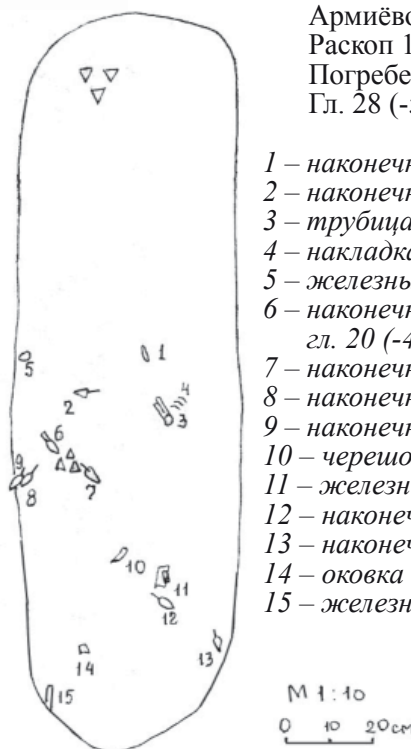 Армиёво
Раскоп 1
Погребе
Гл. 28 (-
1 – наконечн
2 – наконечн
3 – трубица
4 – накладка
5 – железны
6 – наконечн
гл. 20 (-4
7 – наконечн
8 – наконечн
9 – наконечн
10 – черешо
11 – железн
12 – наконеч
13 – наконеч
14 – оковка
15 – железн
1
5
2
4
3
6
9
8
7
10
11
12
14
13
15
М 1:10
0 10 20см